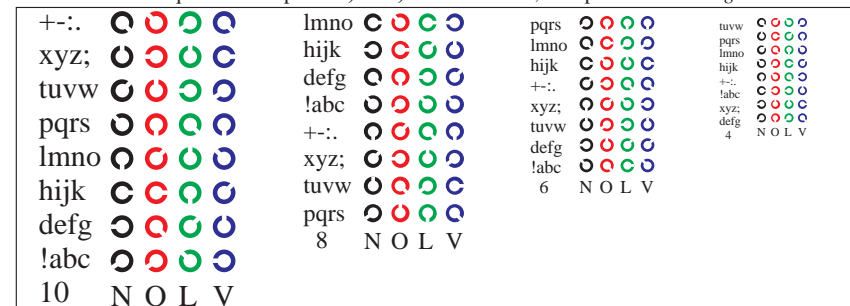 +-:.
xyz;
tuvw
pqrs
lmno
hijk
defg
!abc
10 N O L V
lmno
hijk
defg
!abc
+-:.
xyz;
tuvw
pqrs
8 N O L V
pqrs
lmno
hijk
+-:.
xyz;
tuvw
defg
!abc
6 N O L V
tuvw
pqrs
lmno
hijk
+-:.
!abc
xyz;
defg
4 N O L V